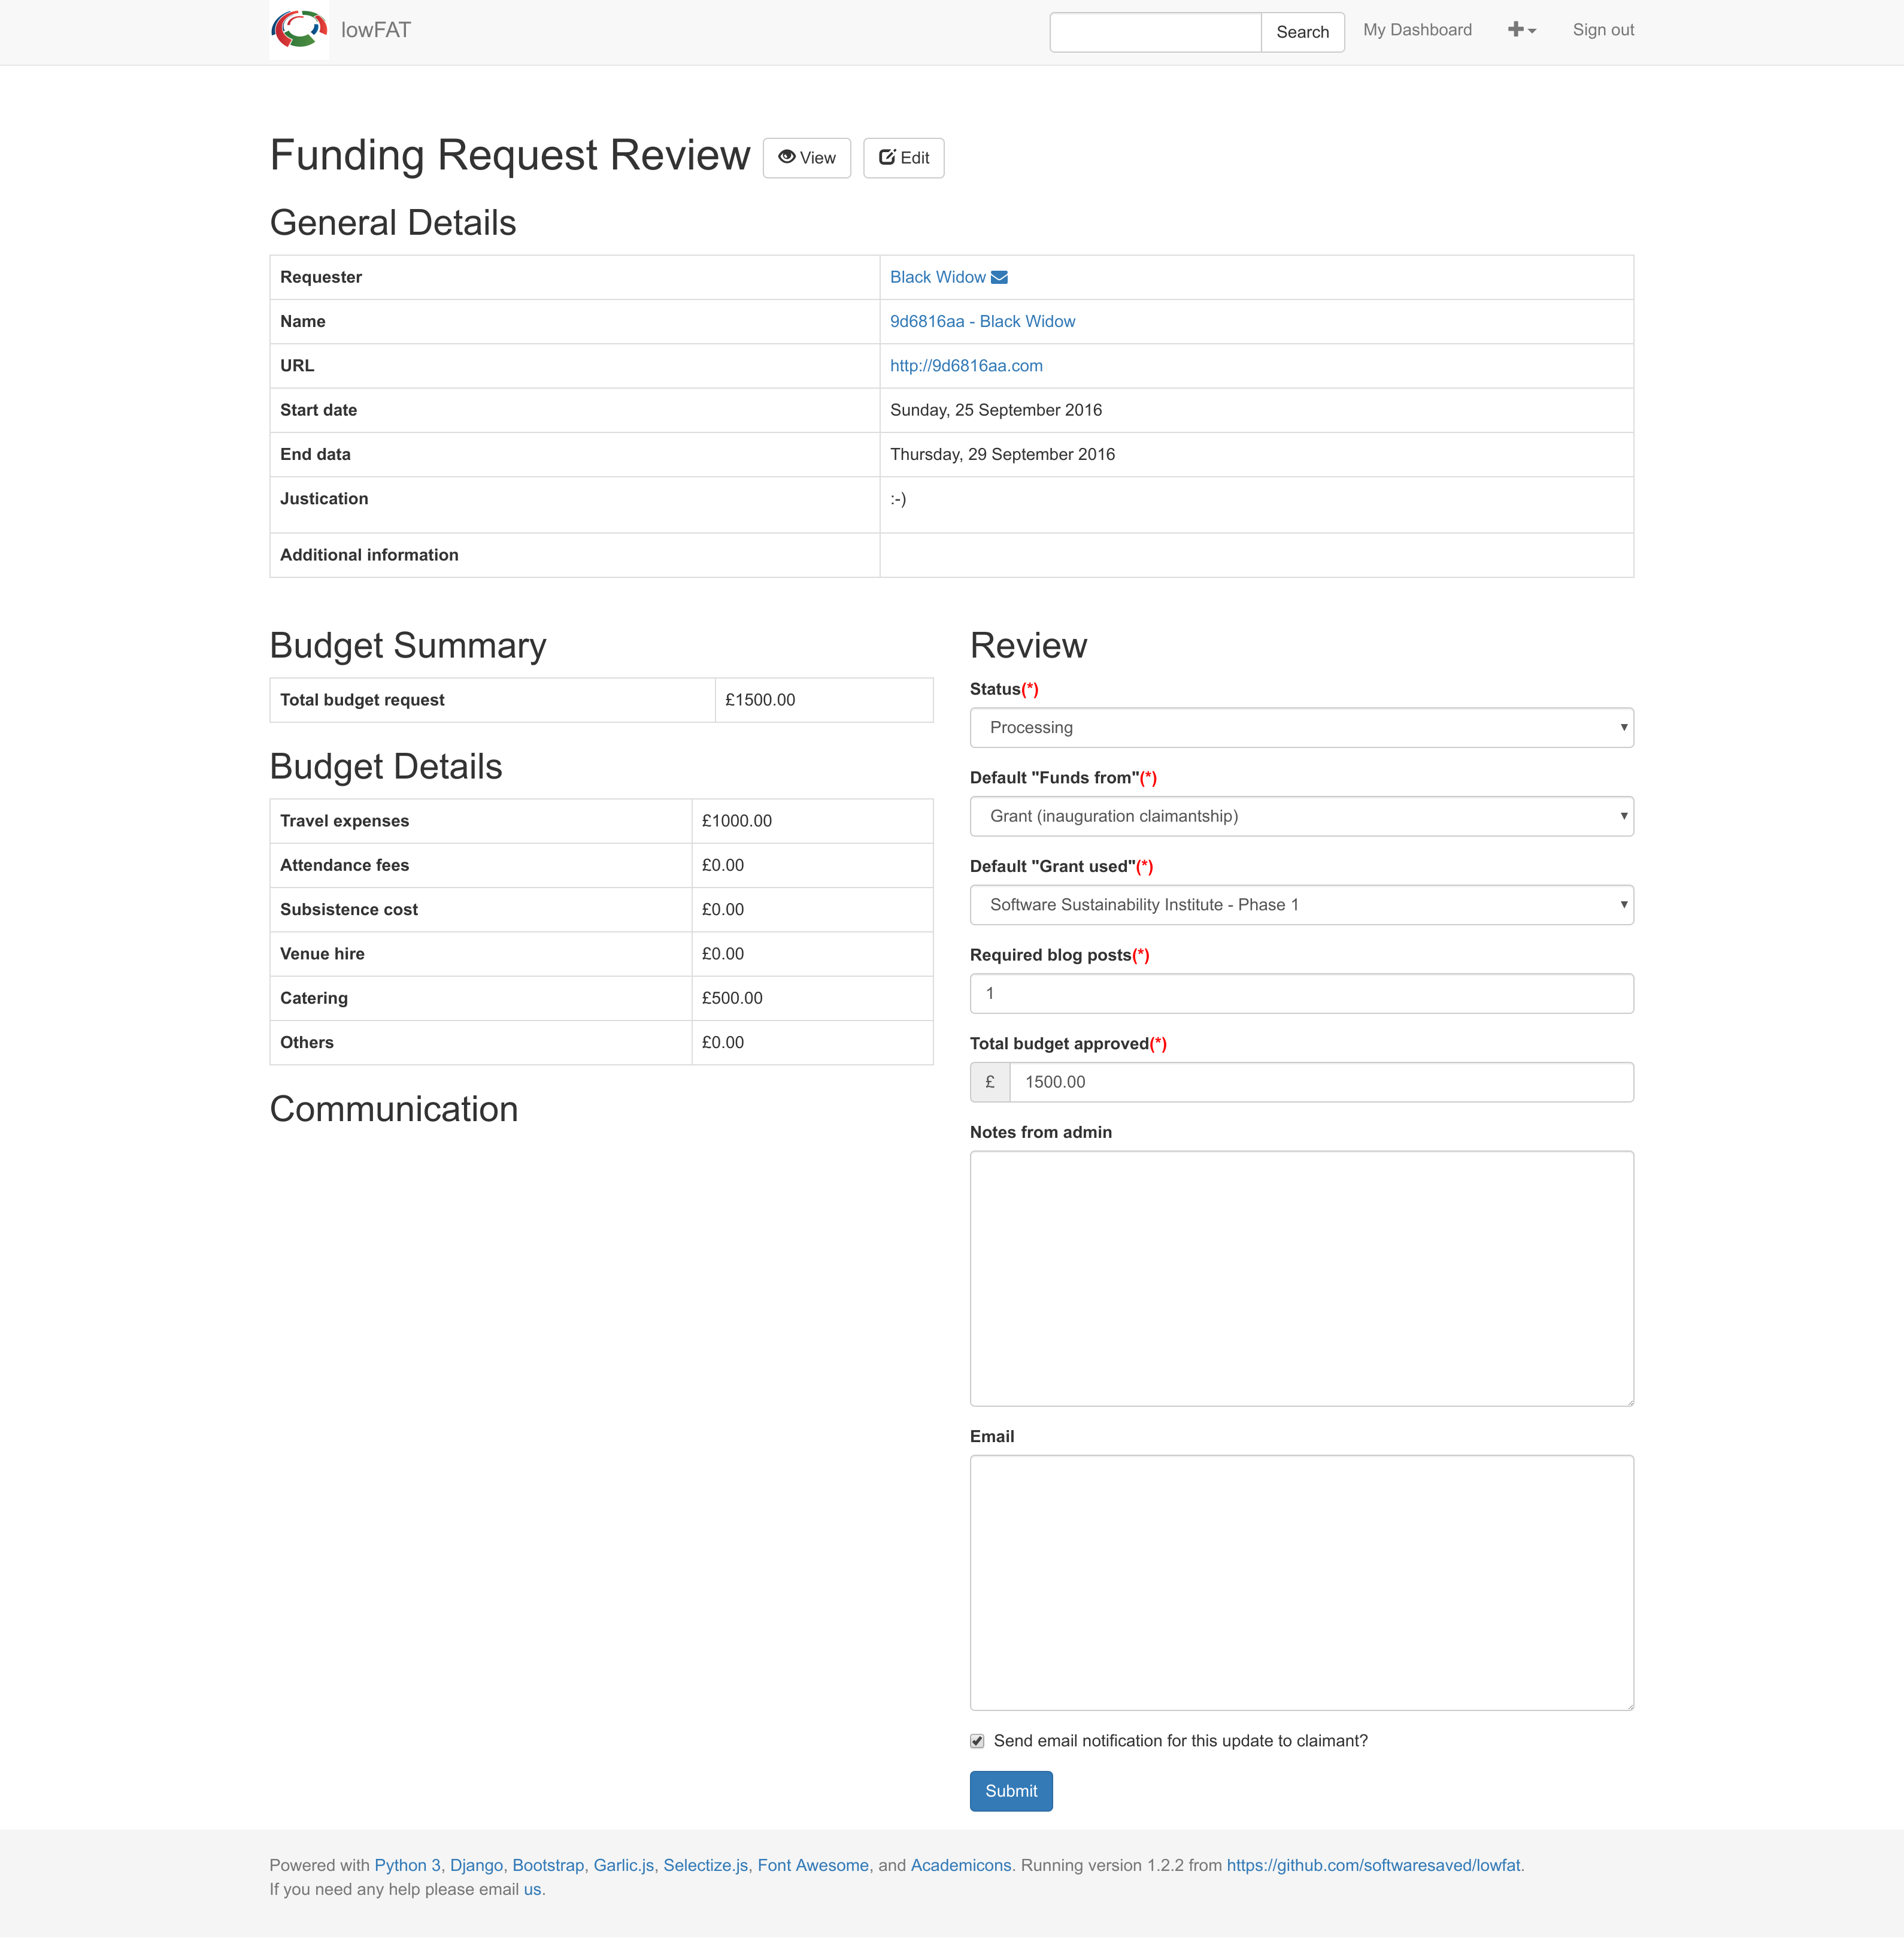 lowFAT
Search
My Dashboard
Sign out
Funding Request Review
View
Edit
General Details
Requester
Black Widow
Name
9d6816aa - Black Widow
URL
http://9d6816aa.com
Start date
Sunday, 25 September 2016
End data
Thursday, 29 September 2016
Justication
:-)
Additional information
Budget Summary
Total budget request
£1500.00
Budget Details
Travel expenses
£1000.00
Attendance fees
£0.00
Subsistence cost
£0.00
Venue hire
£0.00
Catering
£500.00
Others
£0.00
Communication
Review
Status(*)
Processing
Default "Funds from"(*)
Grant (inauguration claimantship)
Default "Grant used"(*)
Software Sustainability Institute - Phase 1
Required blog posts(*)
1
Total budget approved(*)
£
1500.00
Notes from admin
Email
Send email notification for this update to claimant?
Submit
Powered with Python 3, Django, Bootstrap, Garlic.js, Selectize.js, Font Awesome, and Academicons. Running version 1.2.2 from https://github.com/softwaresaved/lowfat.
If you need any help please email us.